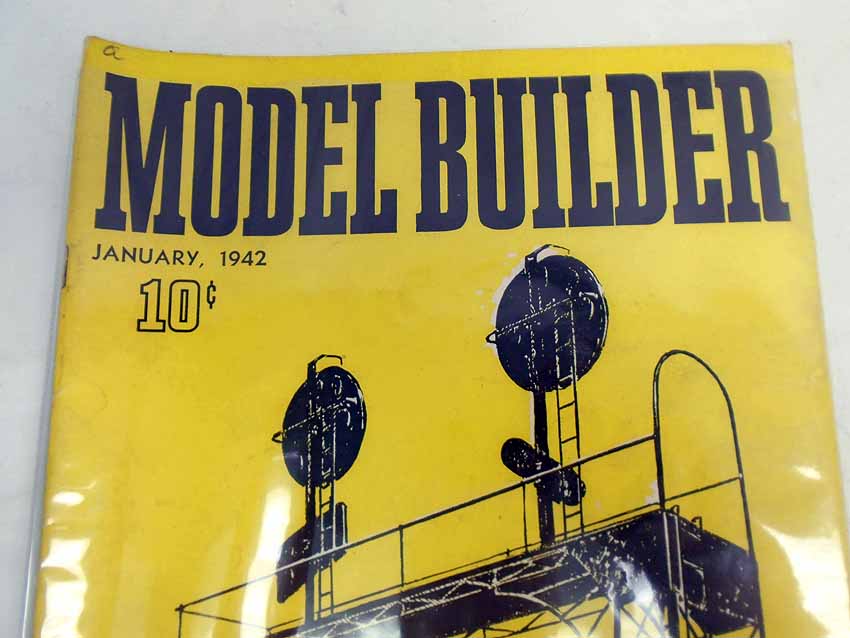 a
MODEL BUILDER
JANUARY, 1942
10¢